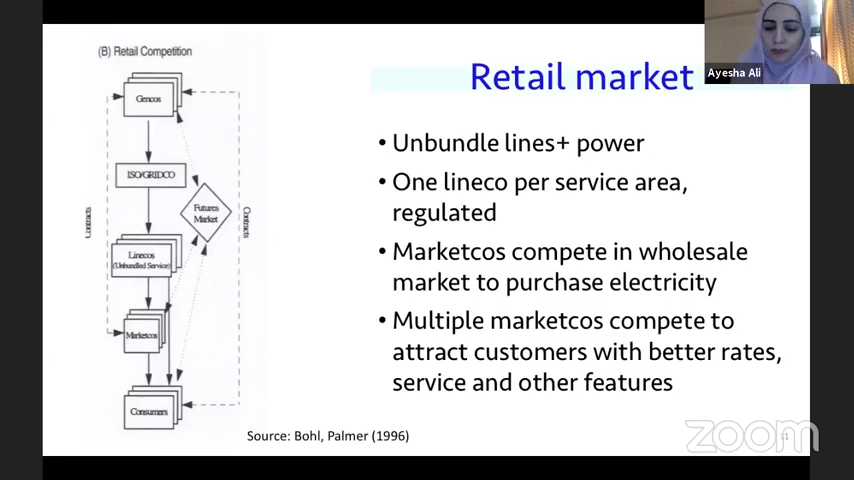 Ayesha Ali
(B) Retail Competition
Gencos
ISO/GRIDCO
Futures
Market
Contracts
Contracts
Linecos
(Unbundled Service)
Marketcos
Consumers
Retail market
• Unbundle lines+ power
• One lineco per service area,
regulated
• Marketcos compete in wholesale
market to purchase electricity
• Multiple marketcos compete to
attract customers with better rates,
service and other features
Source: Bohl, Palmer (1996)
zoom
11